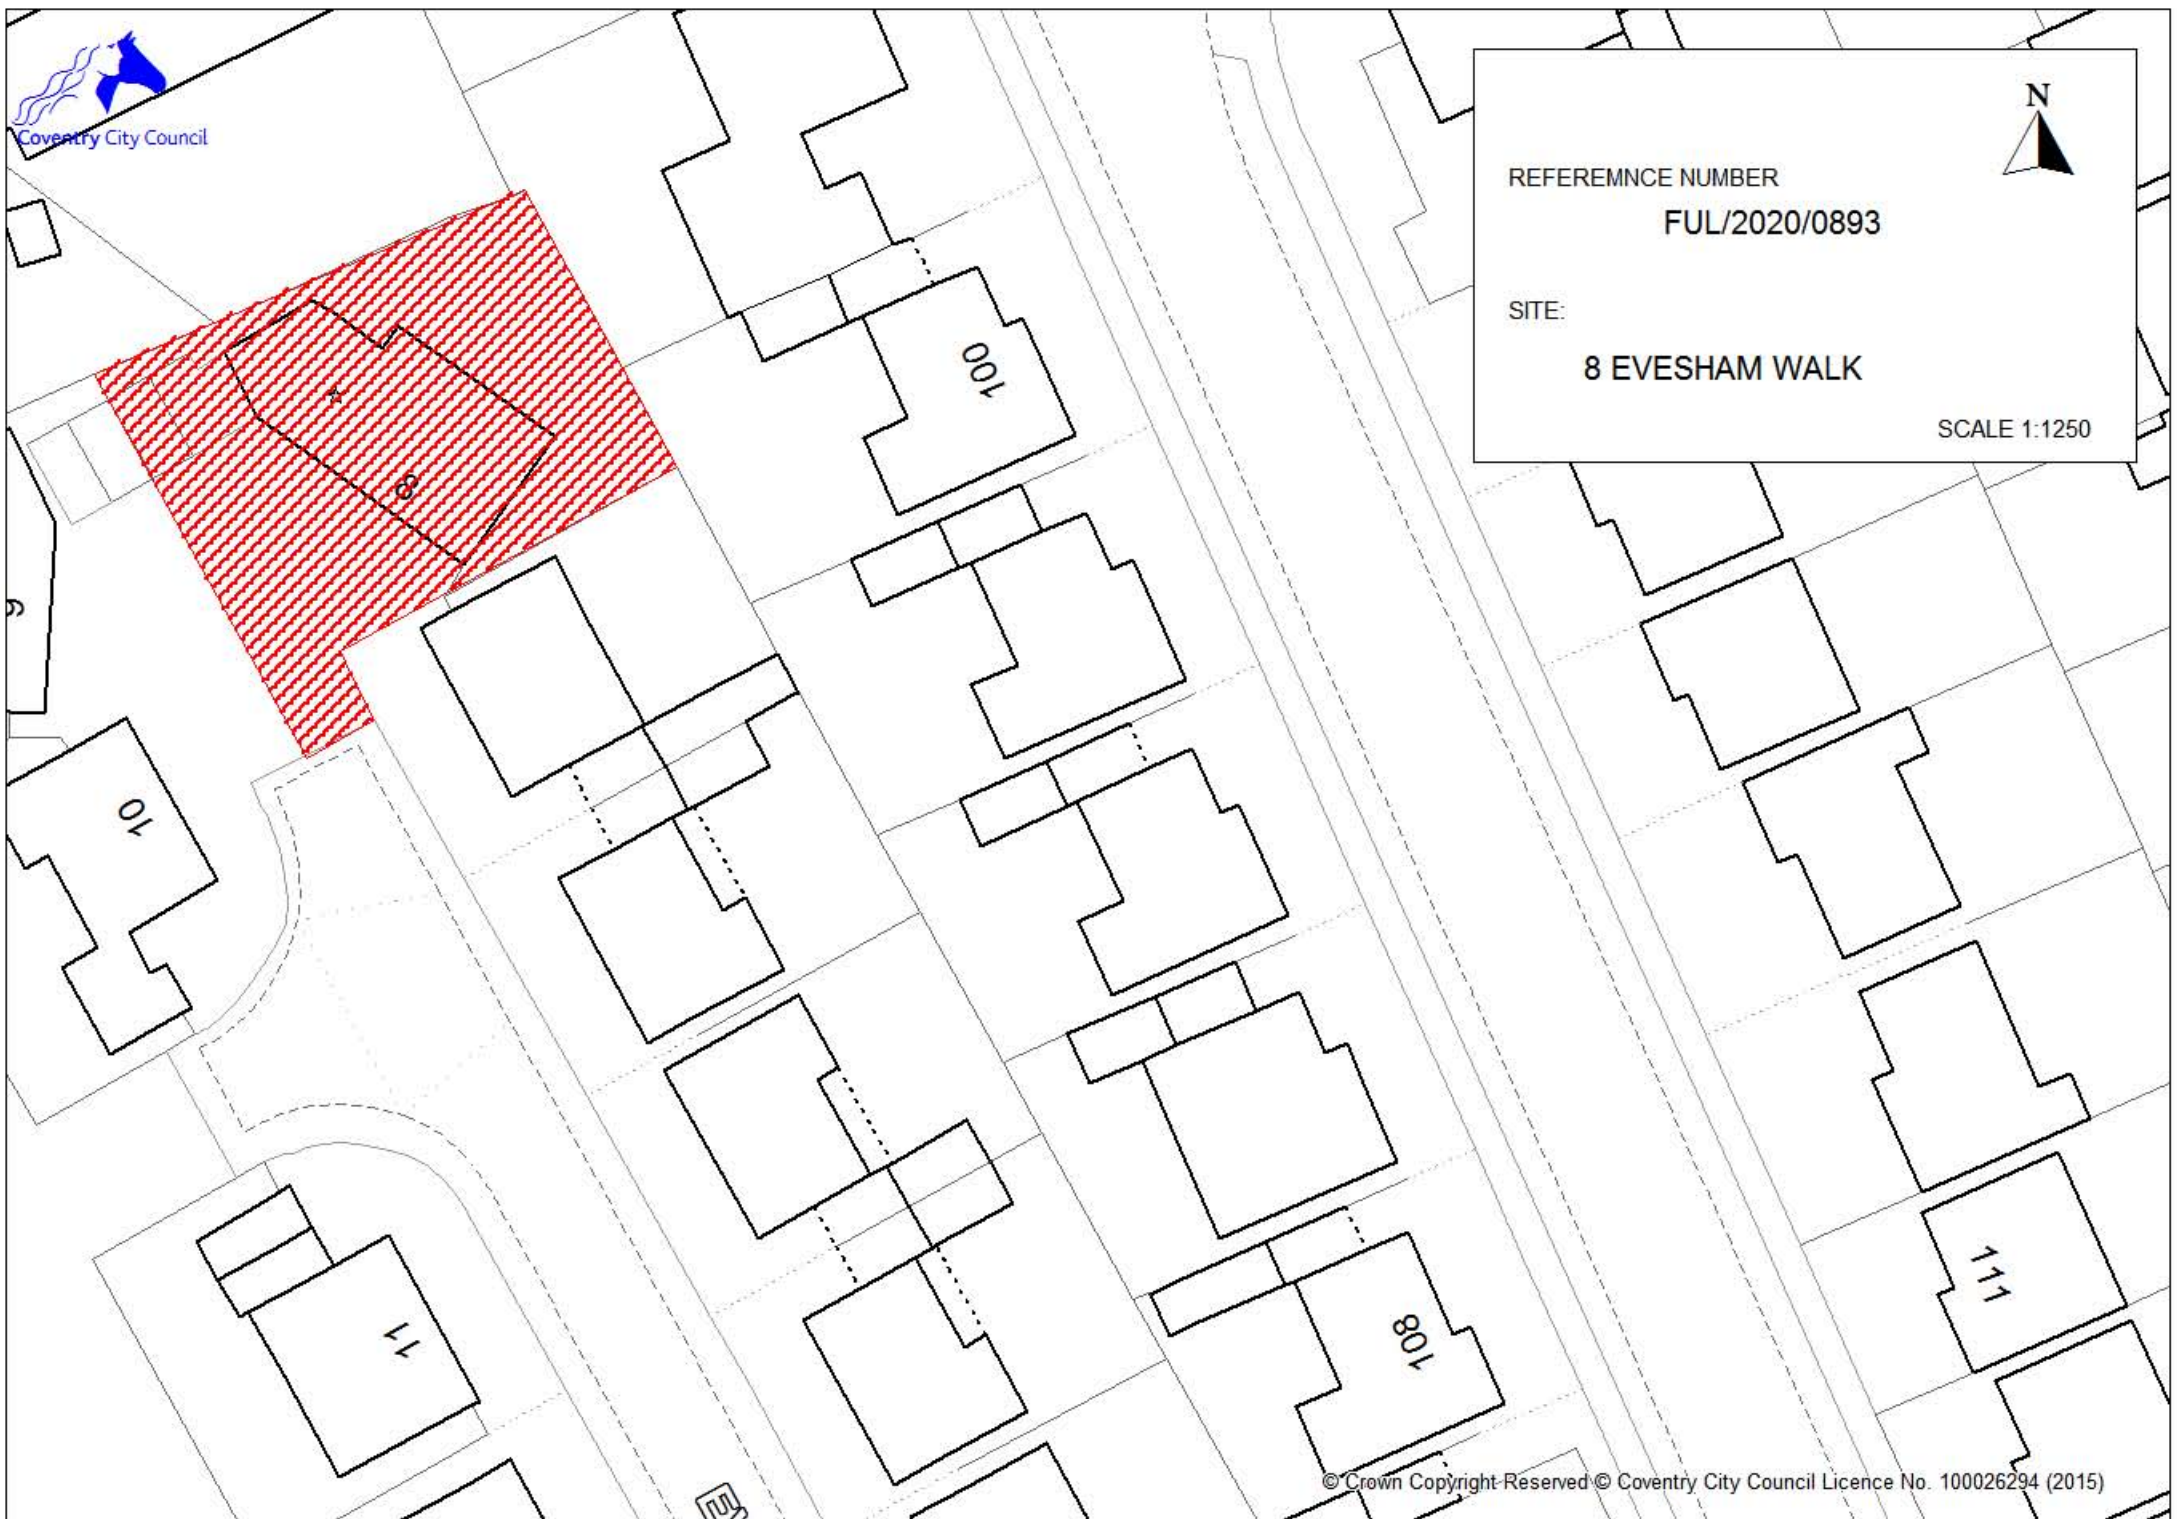 Coventry City Council
N
REFEREMNCE NUMBER
FUL/2020/0893
SITE:
8 EVESHAM WALK
SCALE 1:1250
100
8
10
11
108
111
© Crown Copyright Reserved © Coventry City Council Licence No. 100026294 (2015)